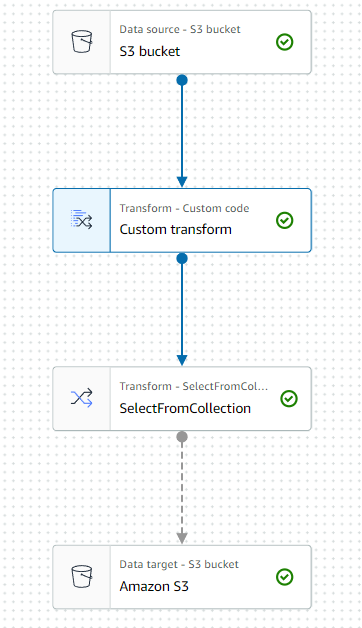 Data source - S3 bucket
S3 bucket
Transform - Custom code
Custom transform
Transform - SelectFromCol...
SelectFromCollection
Data target - S3 bucket
Amazon S3